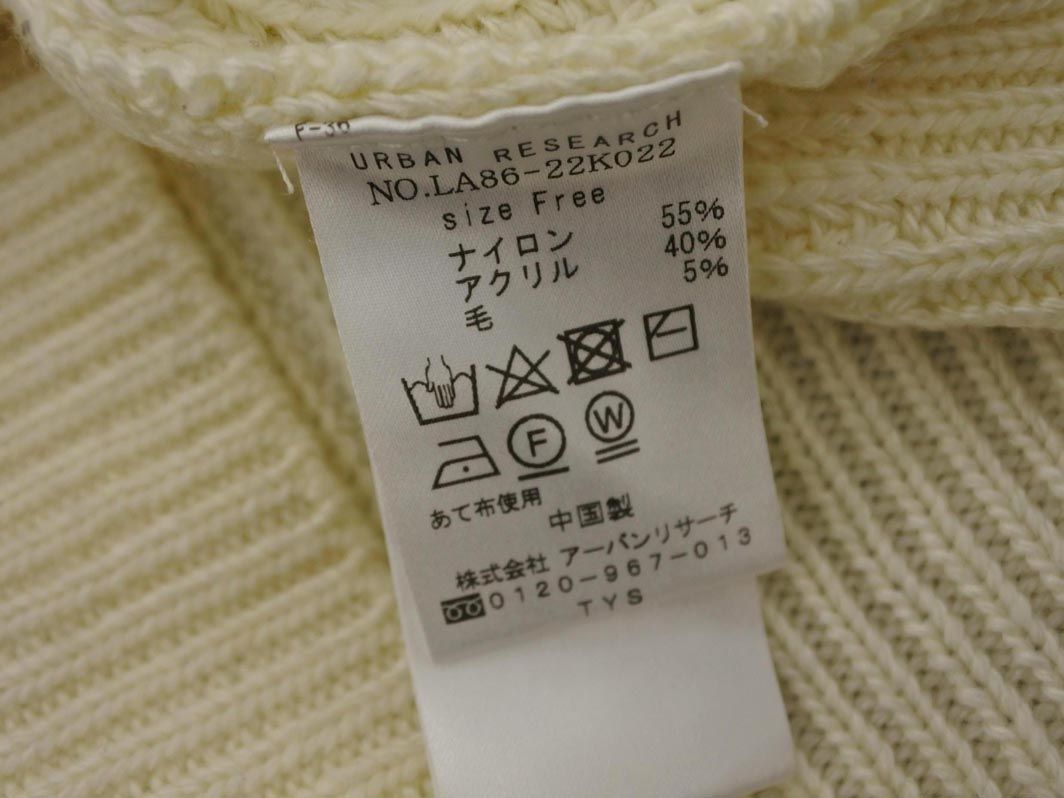 F-36
URBAN RESEARCH
NO.LA86-22K022
size Free
ナイロン 55%
アクリル 40%
毛 5%
F W
あて布使用
中国製
株式会社 アーバンリサーチ
0120-967-013
TYS